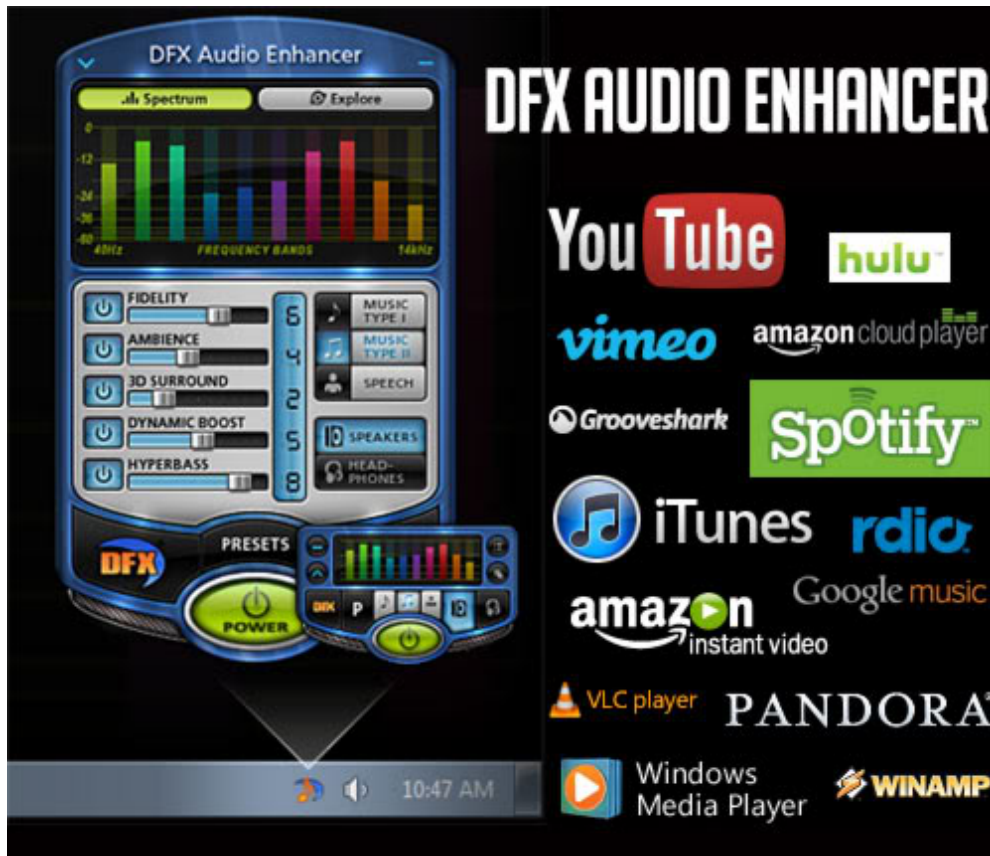 DFX Audio Enhancer
Spectrum
Explore
0
-12
-24
-36
-60
40Hz FREQUENCY BANDS 14kHz
FIDELITY
6
AMBIENCE
4
3D SURROUND
2
DYNAMIC BOOST
5
HYPERBASS
8
MUSIC
TYPE I
MUSIC
TYPE II
SPEECH
SPEAKERS
HEAD-
PHONES
DFX
PRESETS
POWER
DFX
P
10:47 AM
DFX AUDIO ENHANCER
YouTube
hulu™
vimeo
amazon cloud player
Grooveshark
Spotify™
iTunes
rdio
amazon
instant video
Google music
VLC player
PANDORA
Windows
Media Player
WINAMP